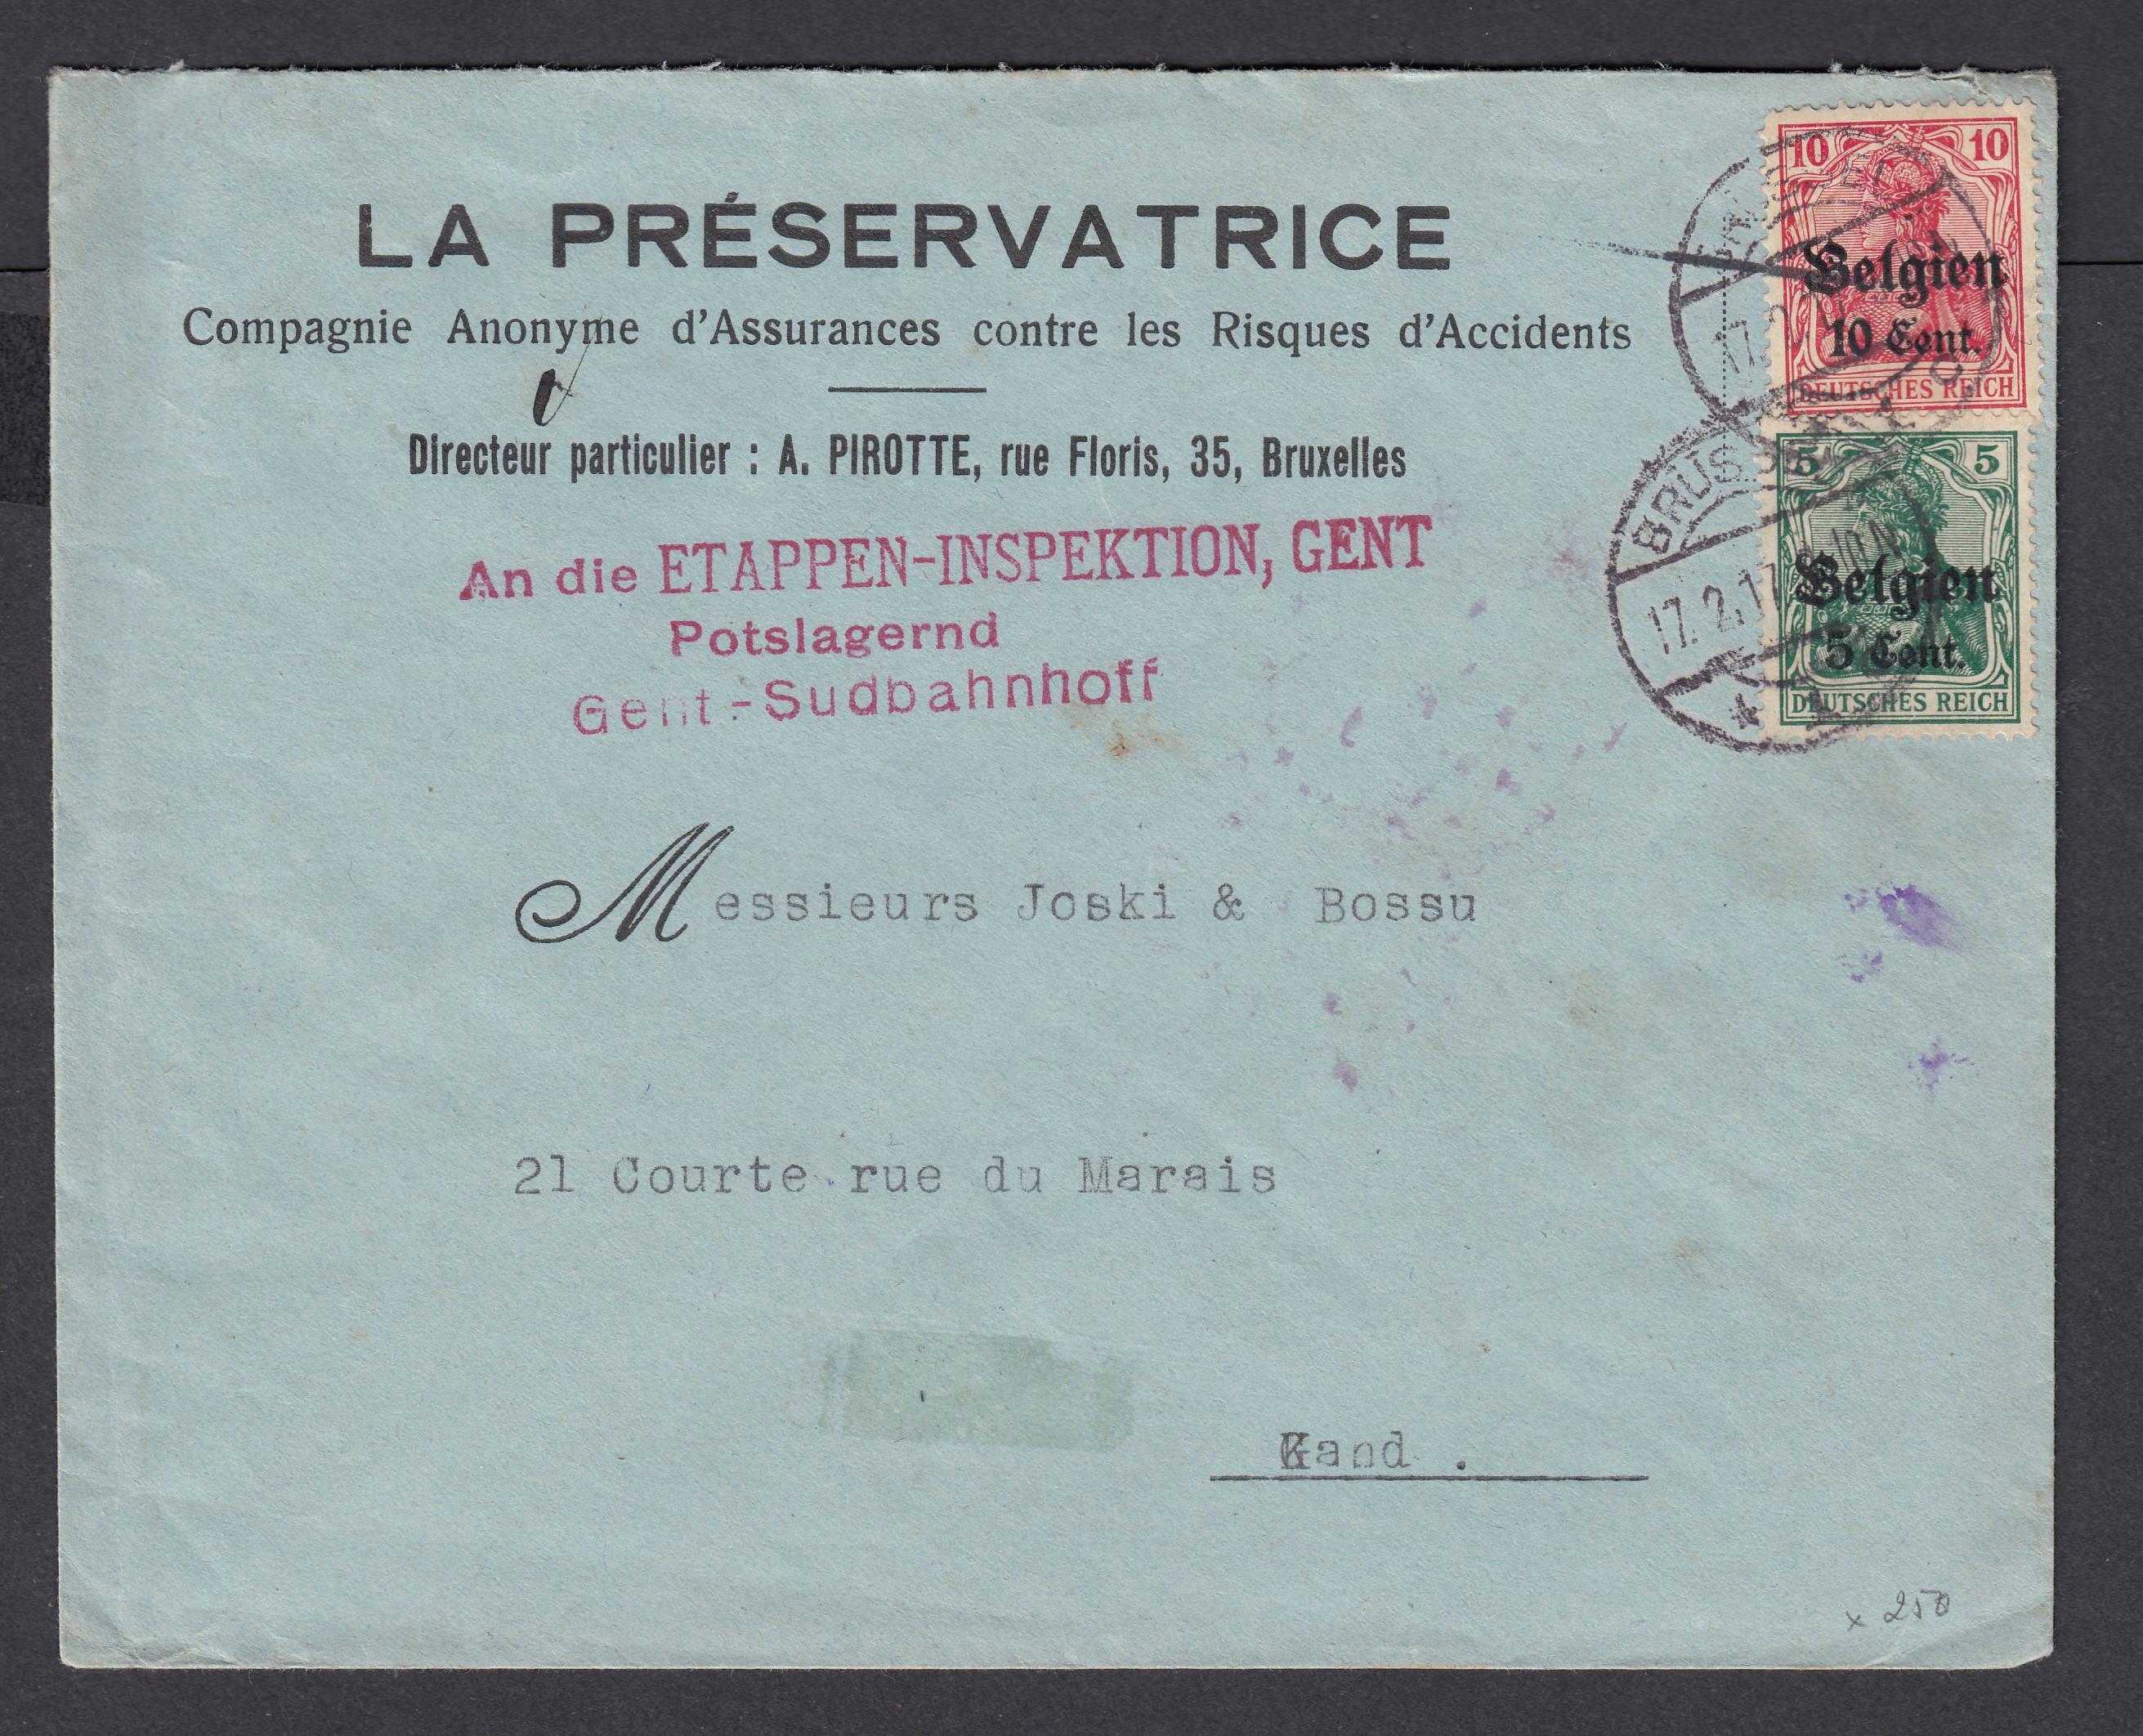 LA PRÉSERVATRICE
Compagnie Anonyme d'Assurances contre les Risques d'Accidents
Directeur particulier : A. PIROTTE, rue Floris, 35, Bruxelles
An die ETAPPEN-INSPEKTION, GENT
Potslagernd
Gent-Sudbahnhoff
10 10
Belgien
10 Cent.
DEUTSCHES REICH
5 5
Belgien
5 Cent.
DEUTSCHES REICH
BRUSSEL
17. 2. 17
Messieurs Joski & Bossu
21 Courte rue du Marais
Gand .
x 250